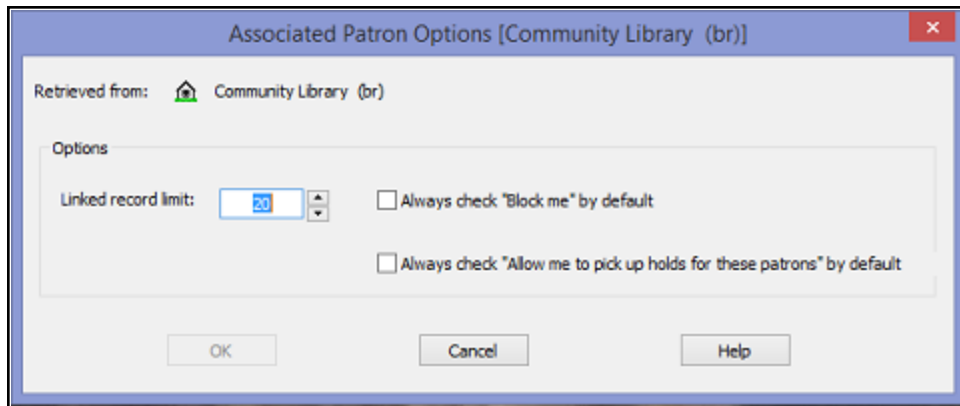 Associated Patron Options [Community Library (br)]
Retrieved from: Community Library (br)
Options
Linked record limit: 20 Always check "Block me" by default
Always check "Allow me to pick up holds for these patrons" by default
OK Cancel Help